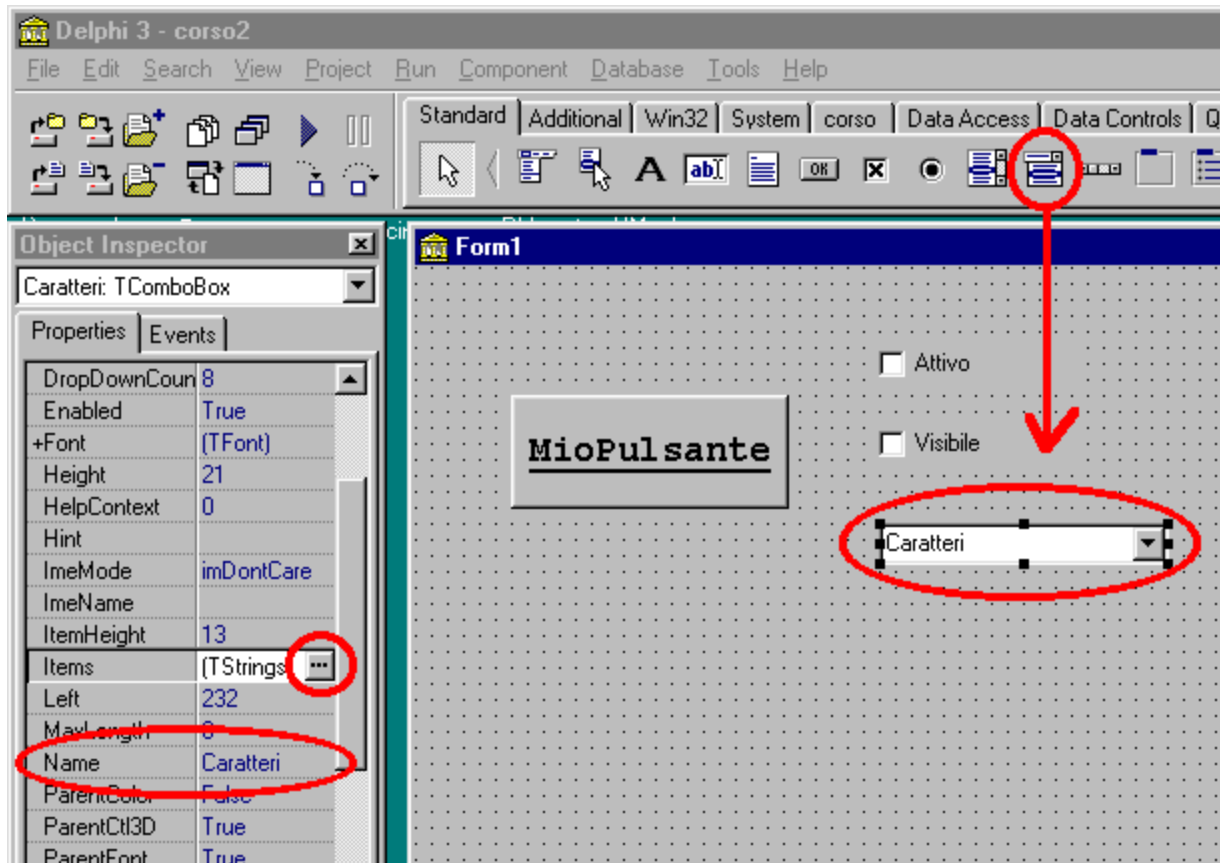 Delphi 3 - corso2
File Edit Search View Project Run Component Database Tools Help
Standard Additional Win32 System corso Data Access Data Controls Q
A abI OK
Object Inspector
Form1
Caratteri: TComboBox
Properties Events
DropDownCoun 8
Enabled True
+Font (TFont)
Height 21
HelpContext 0
Hint
ImeMode imDontCare
ImeName
ItemHeight 13
Items (TStrings ...
Left 232
MaxLength 0
Name Caratteri
ParentColor False
ParentCtl3D True
ParentFont True
MioPulsante
Attivo
Visibile
Caratteri